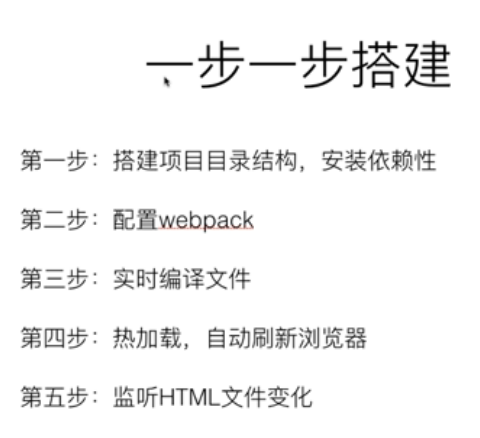 一步一步搭建
第一步：搭建项目目录结构，安装依赖性
第二步：配置webpack
第三步：实时编译文件
第四步：热加载，自动刷新浏览器
第五步：监听HTML文件变化